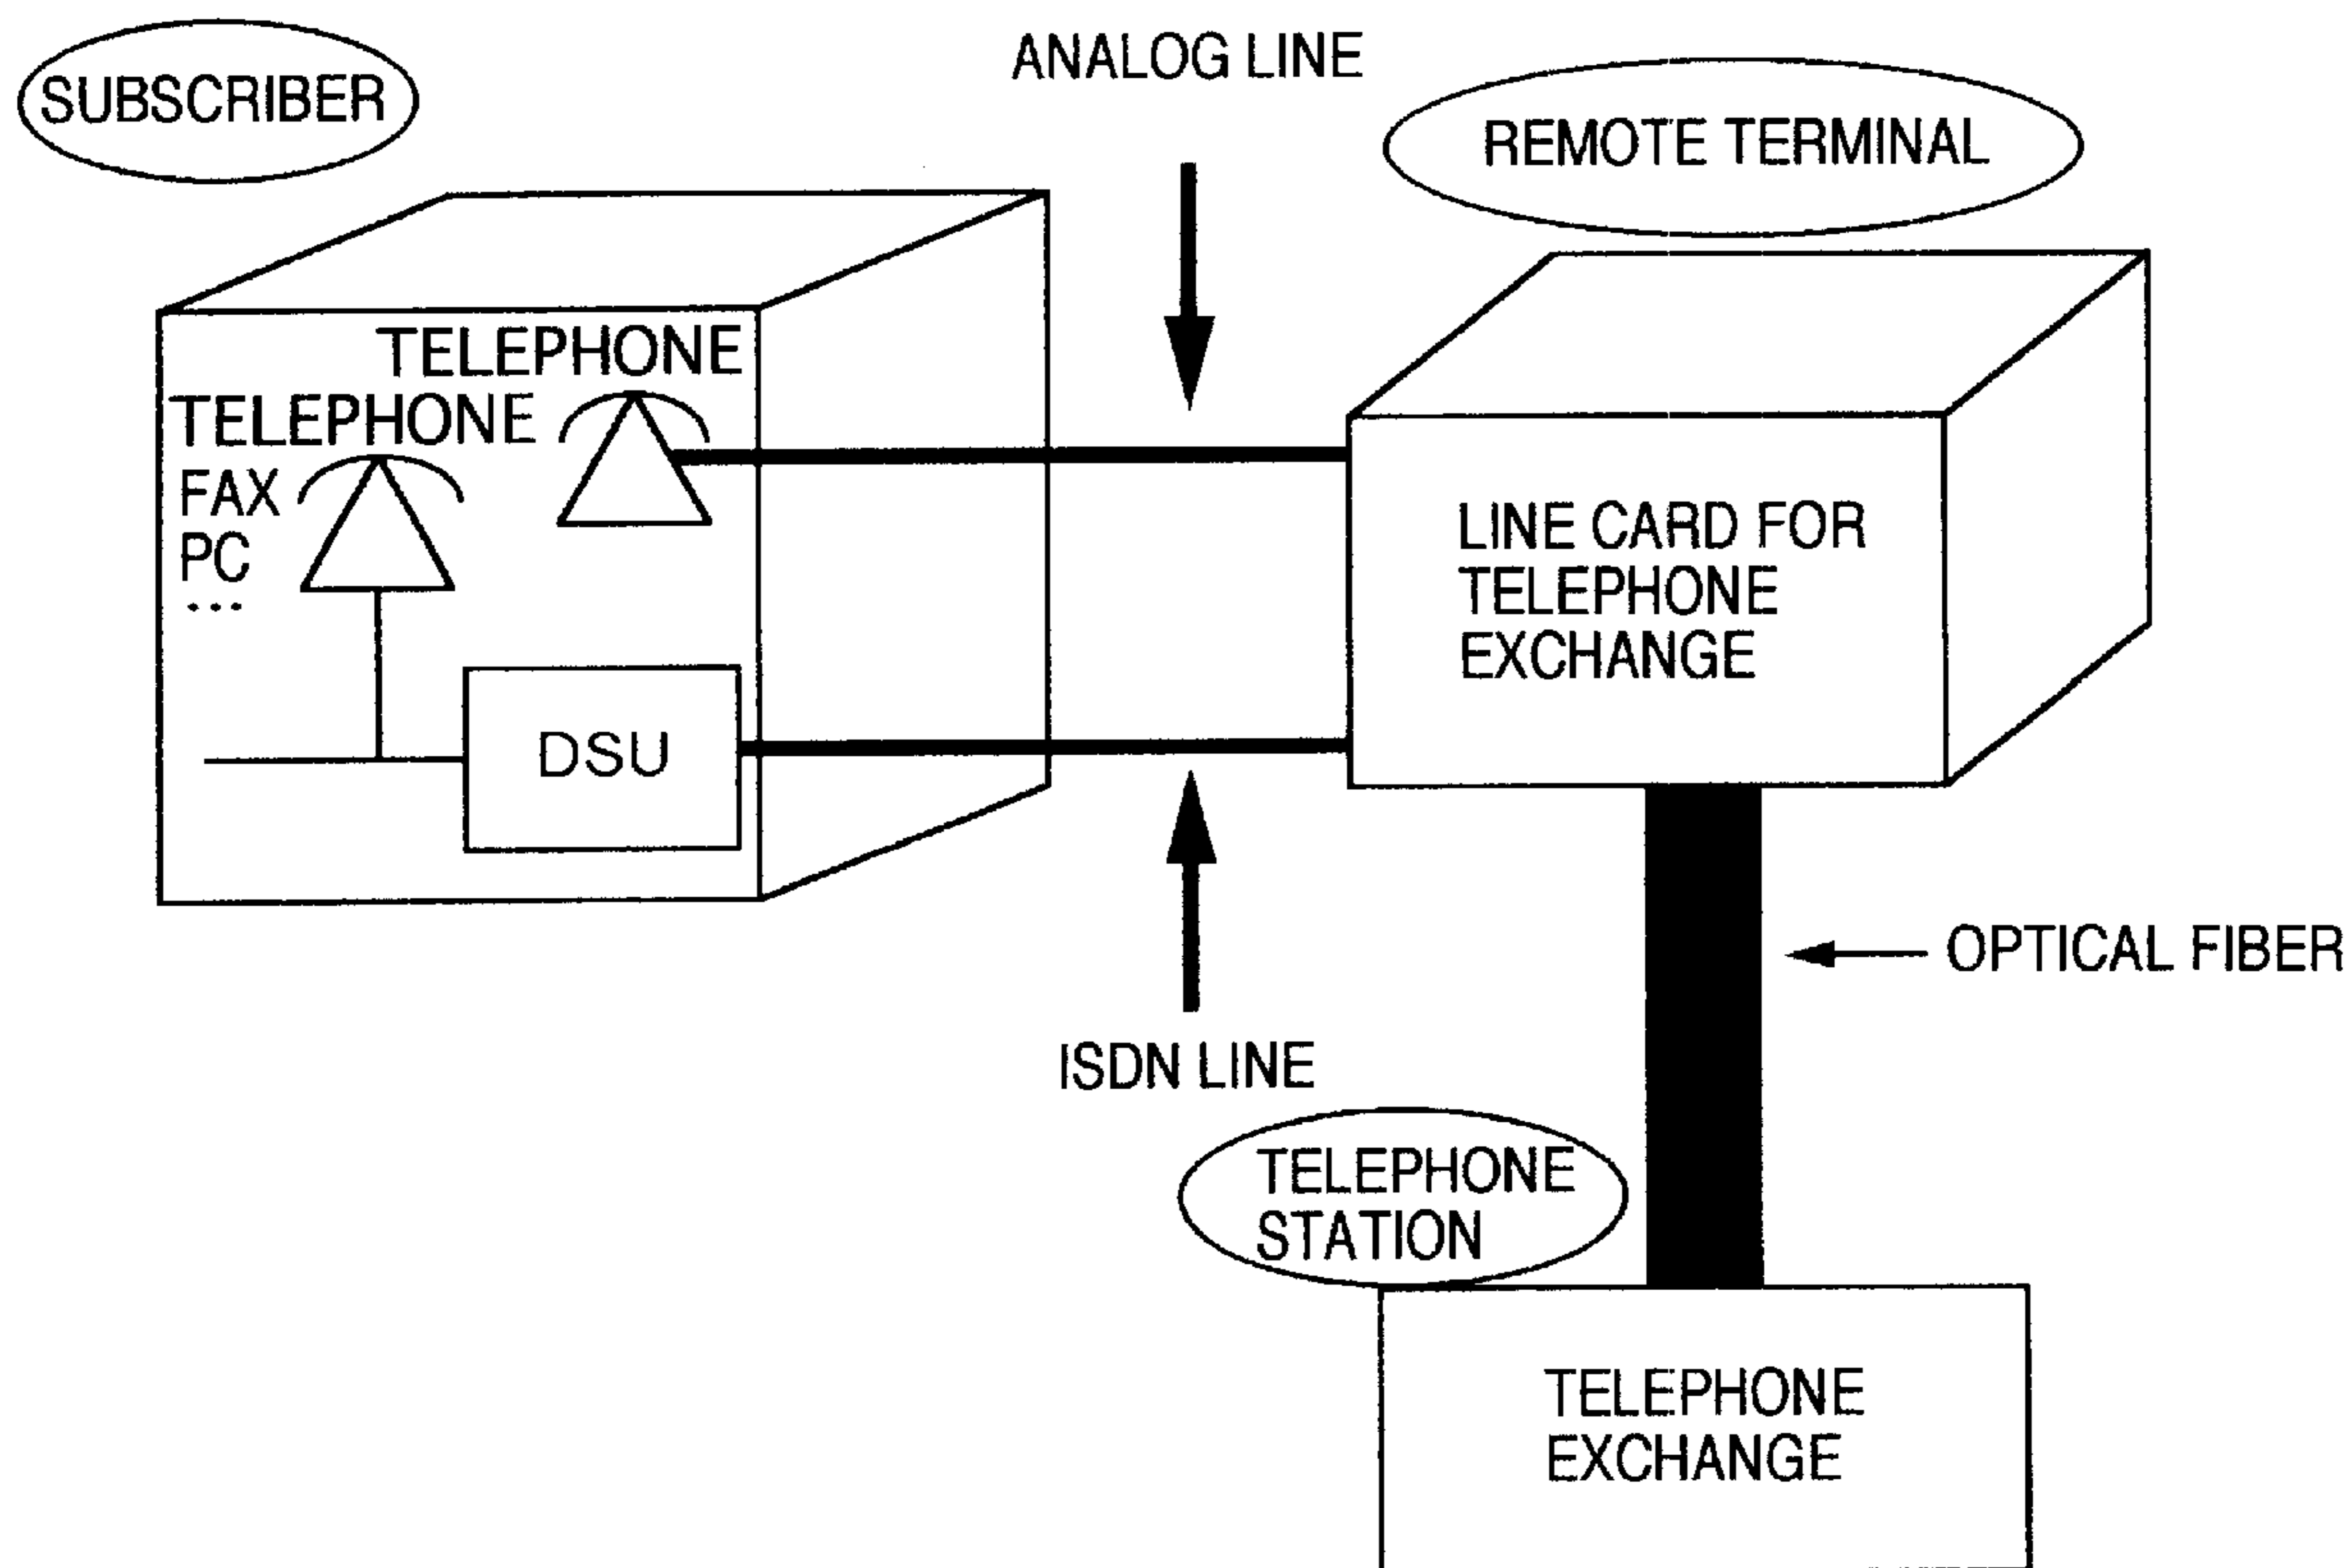 SUBSCRIBER
ANALOG LINE
REMOTE TERMINAL
TELEPHONE
TELEPHONE
FAX
PC
...
DSU
LINE CARD FOR
TELEPHONE
EXCHANGE
ISDN LINE
OPTICAL FIBER
TELEPHONE
STATION
TELEPHONE
EXCHANGE